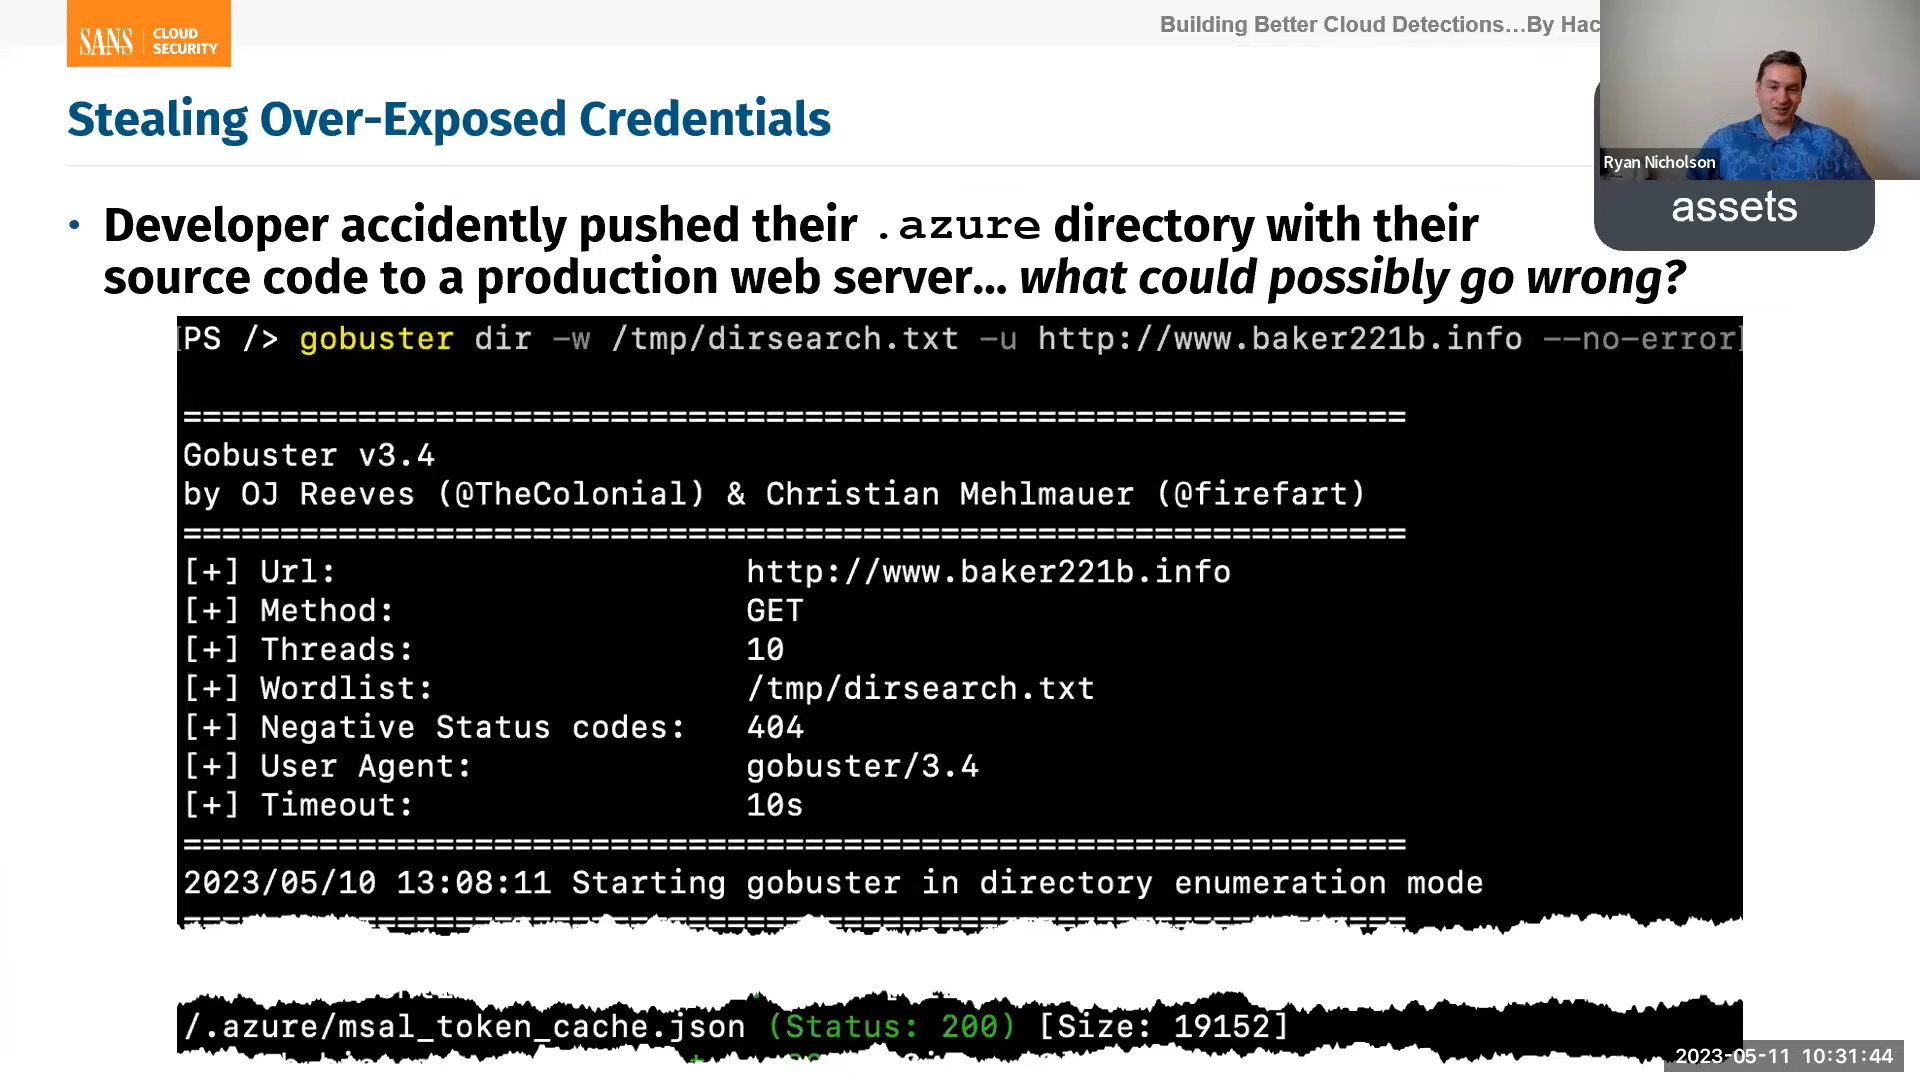 SANS | CLOUD SECURITY
Building Better Cloud Detections...By Hac
Stealing Over-Exposed Credentials
Ryan Nicholson
assets
• Developer accidently pushed their .azure directory with their
source code to a production web server... what could possibly go wrong?
PS /> gobuster dir -w /tmp/dirsearch.txt -u http://www.baker221b.info --no-error
===============================================================
Gobuster v3.4
by OJ Reeves (@TheColonial) & Christian Mehlmauer (@firefart)
===============================================================
[+] Url: http://www.baker221b.info
[+] Method: GET
[+] Threads: 10
[+] Wordlist: /tmp/dirsearch.txt
[+] Negative Status codes: 404
[+] User Agent: gobuster/3.4
[+] Timeout: 10s
===============================================================
2023/05/10 13:08:11 Starting gobuster in directory enumeration mode
===============================================================
/.azure/msal_token_cache.json (Status: 200) [Size: 19152]
2023-05-11 10:31:44